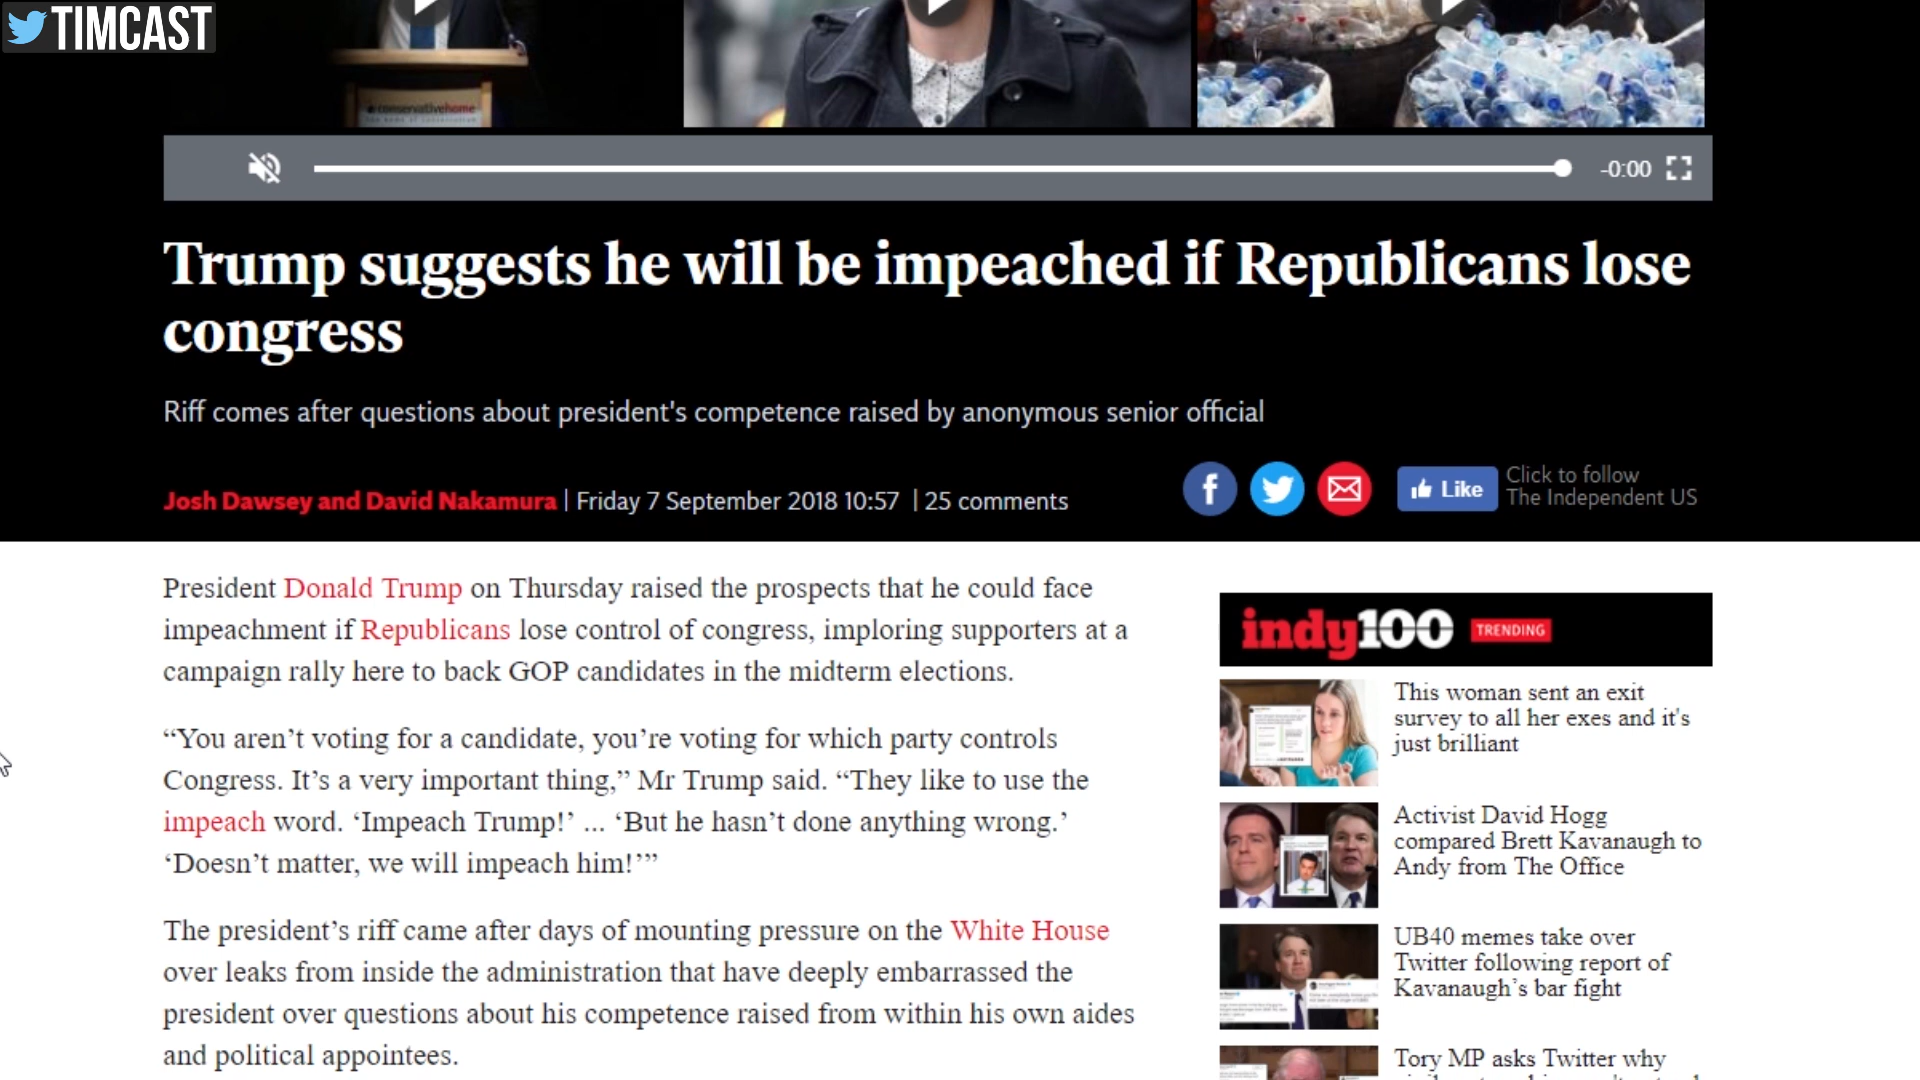 TIMCAST
conservativehome
-0:00
Trump suggests he will be impeached if Republicans lose
congress
Riff comes after questions about president's competence raised by anonymous senior official
Josh Dawsey and David Nakamura | Friday 7 September 2018 10:57 | 25 comments
f
Like
Click to follow
The Independent US
President Donald Trump on Thursday raised the prospects that he could face
impeachment if Republicans lose control of congress, imploring supporters at a
campaign rally here to back GOP candidates in the midterm elections.
“You aren’t voting for a candidate, you’re voting for which party controls
Congress. It’s a very important thing,” Mr Trump said. “They like to use the
impeach word. ‘Impeach Trump!’ ... ‘But he hasn’t done anything wrong.’
‘Doesn’t matter, we will impeach him!’”
The president’s riff came after days of mounting pressure on the White House
over leaks from inside the administration that have deeply embarrassed the
president over questions about his competence raised from within his own aides
and political appointees.
indy100 TRENDING
This woman sent an exit
survey to all her exes and it's
just brilliant
Activist David Hogg
compared Brett Kavanaugh to
Andy from The Office
UB40 memes take over
Twitter following report of
Kavanaugh’s bar fight
Tory MP asks Twitter why